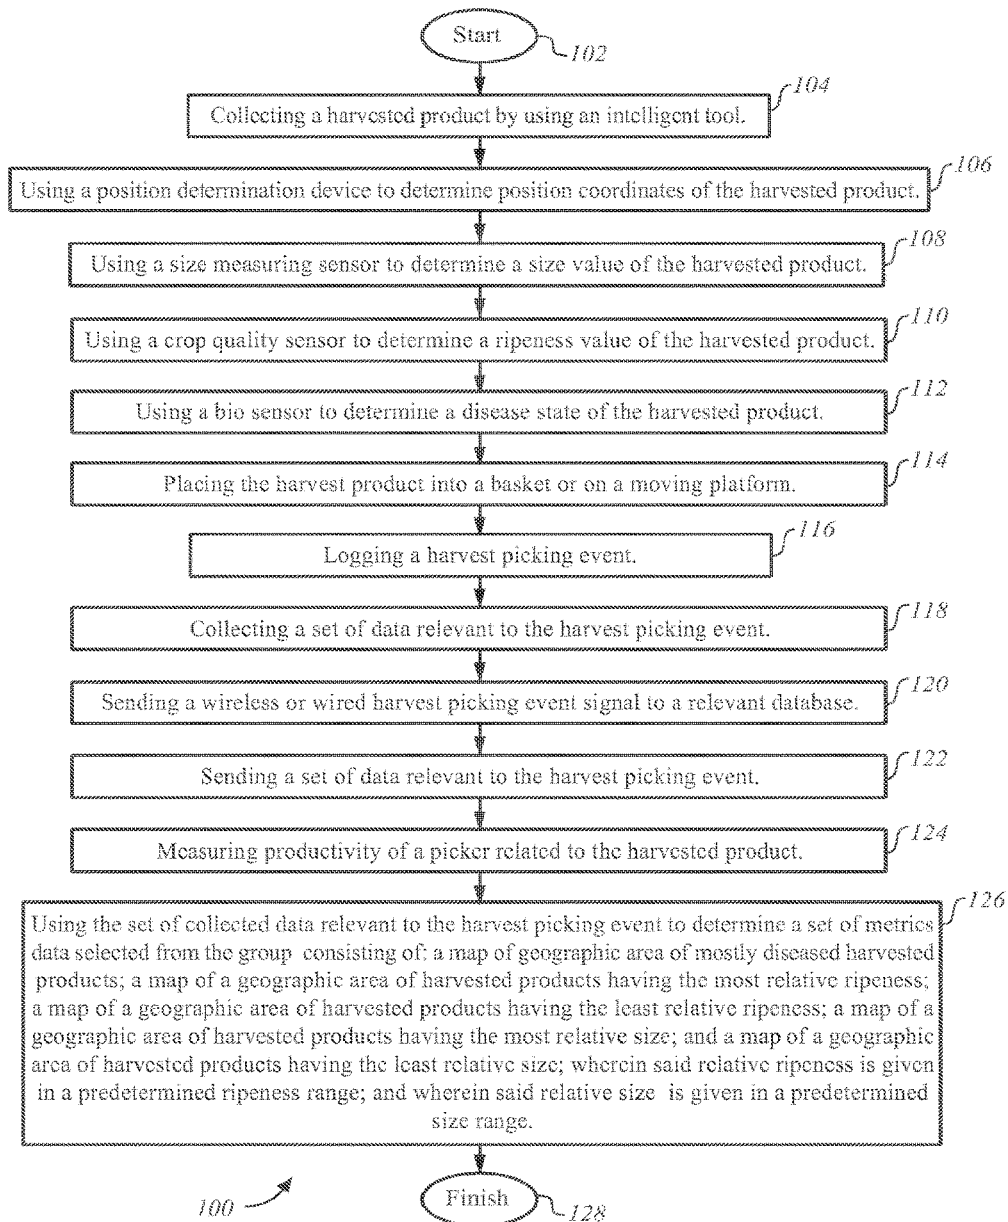 Start
102
104
Collecting a harvested product by using an intelligent tool.
106
Using a position determination device to determine position coordinates of the harvested product.
108
Using a size measuring sensor to determine a size value of the harvested product.
110
Using a crop quality sensor to determine a ripeness value of the harvested product.
112
Using a bio sensor to determine a disease state of the harvested product.
114
Placing the harvest product into a basket or on a moving platform.
116
Logging a harvest picking event.
118
Collecting a set of data relevant to the harvest picking event.
120
Sending a wireless or wired harvest picking event signal to a relevant database.
122
Sending a set of data relevant to the harvest picking event.
124
Measuring productivity of a picker related to the harvested product.
126
Using the set of collected data relevant to the harvest picking event to determine a set of metrics
data selected from the group consisting of: a map of geographic area of mostly diseased harvested
products; a map of a geographic area of harvested products having the most relative ripeness;
a map of a geographic area of harvested products having the least relative ripeness; a map of a
geographic area of harvested products having the most relative size; and a map of a geographic
area of harvested products having the least relative size; wherein said relative ripeness is given
in a predetermined ripeness range; and wherein said relative size is given in a predetermined
size range.
100
Finish
128